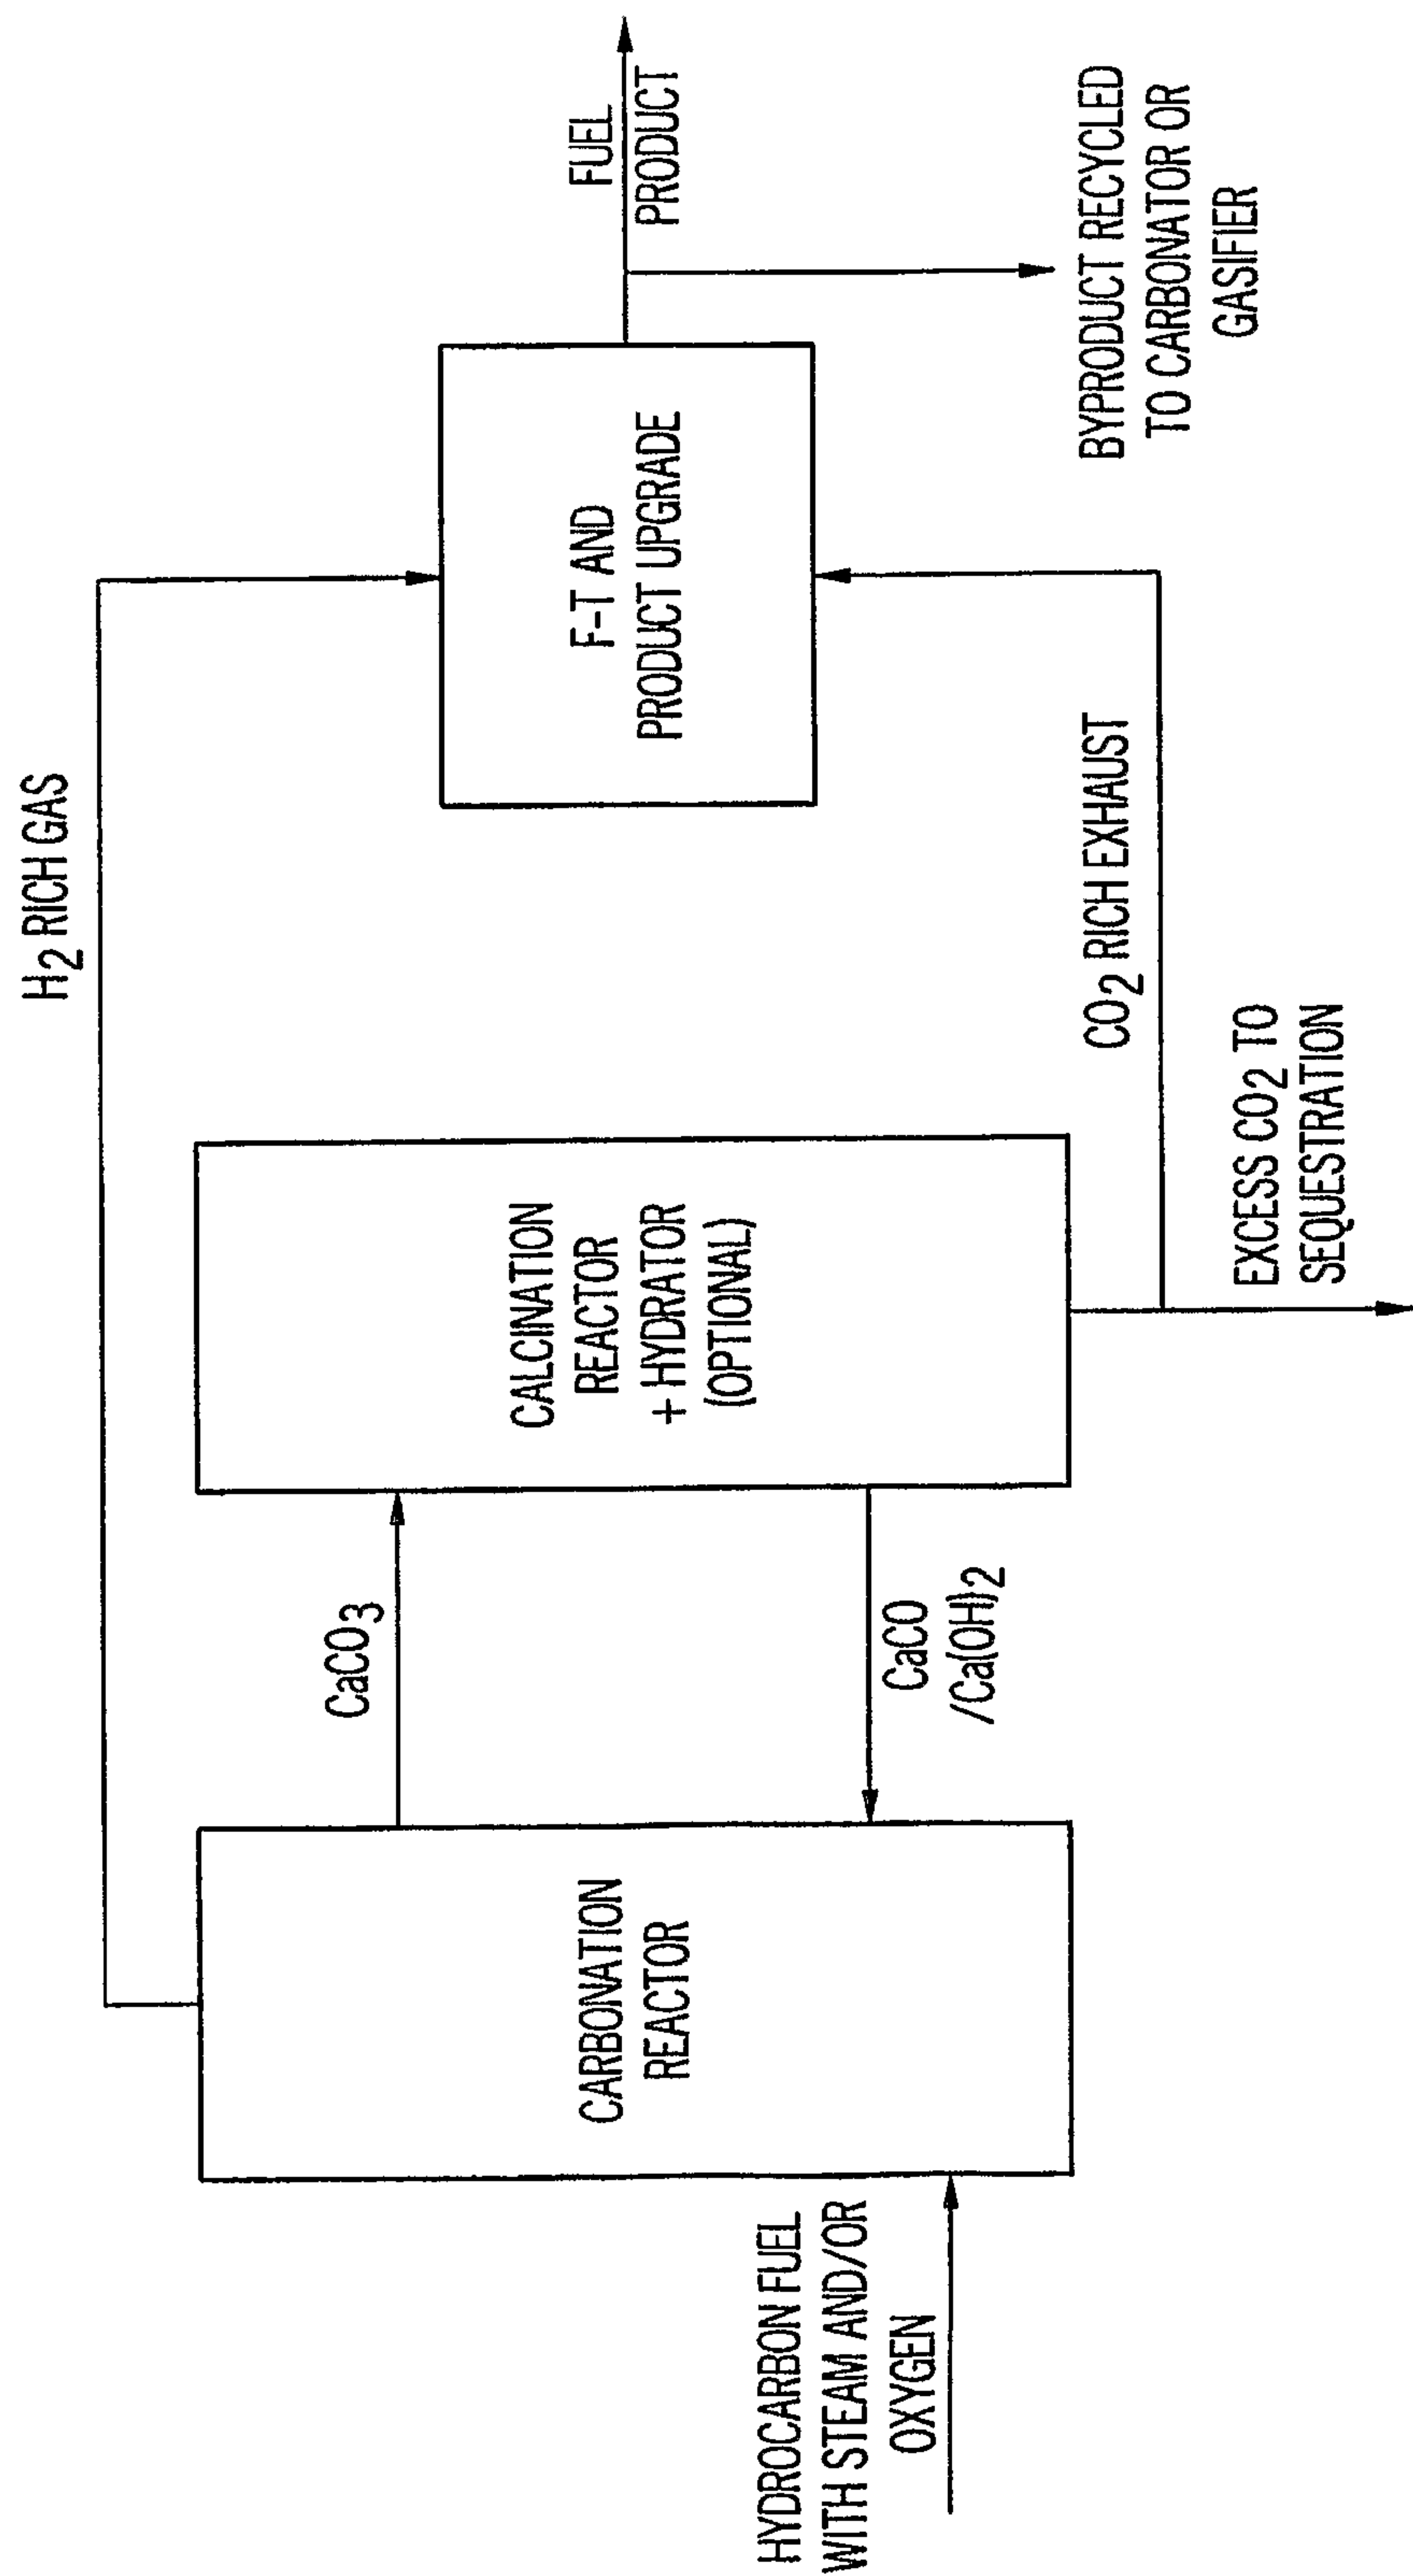 H2 RICH GAS
HYDROCARBON FUEL
WITH STEAM AND/OR
OXYGEN
CARBONATION
REACTOR
CaCO3
CaCO
/Ca(OH)2
CALCINATION
REACTOR
+ HYDRATOR
(OPTIONAL)
EXCESS CO2 TO
SEQUESTRATION
CO2 RICH EXHAUST
F-T AND
PRODUCT UPGRADE
FUEL
PRODUCT
BYPRODUCT RECYCLED
TO CARBONATOR OR
GASIFIER